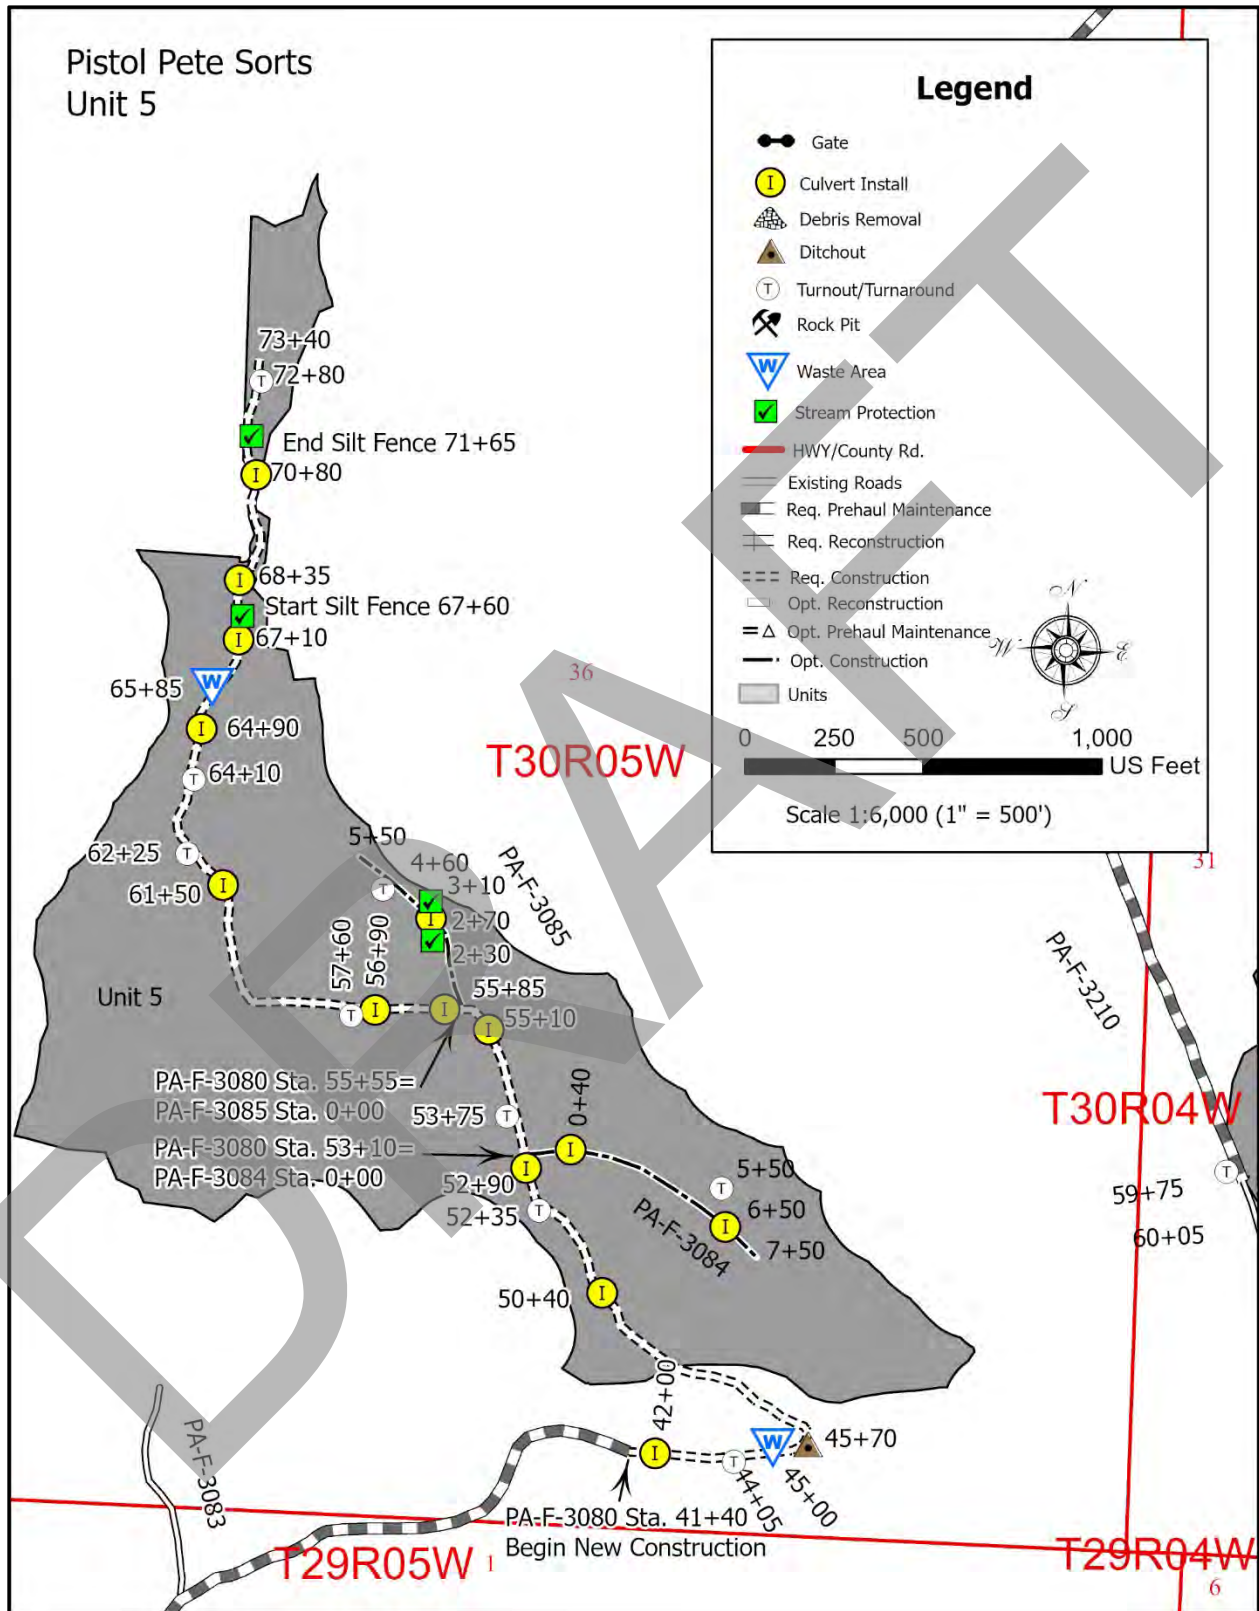 Pistol Pete Sorts
Unit 5
Legend
Gate
I Culvert Install
Debris Removal
Ditchout
T Turnout/Turnaround
Rock Pit
W Waste Area
Stream Protection
HWY/County Rd.
Existing Roads
Req. Prehaul Maintenance
Req. Reconstruction
Req. Construction
Opt. Reconstruction
Opt. Prehaul Maintenance
Opt. Construction
Units
N
W
E
S
0 250 500 1,000
US Feet
Scale 1:6,000 (1" = 500')
73+40
T 72+80
End Silt Fence 71+65
I 70+80
I 68+35
Start Silt Fence 67+60
I 67+10
65+85 W
I 64+90
T 64+10
62+25 T
61+50 I
36
T30R05W
31
5+50
4+60
T 3+10
I 2+70
2+30
PA-F-3085
57+60
56+90
T I I
55+85
I 55+10
Unit 5
PA-F-3210
PA-F-3080 Sta. 55+55=
PA-F-3085 Sta. 0+00
53+75 T
0+40
I
PA-F-3080 Sta. 53+10=
PA-F-3084 Sta. 0+00
I
52+90
52+35 T
T 5+50
I 6+50
7+50
PA-F-3084
T30R04W
T
59+75
60+05
50+40 I
42+00
I
T
44+05
W
45+00
45+70
PA-F-3083
PA-F-3080 Sta. 41+40
Begin New Construction
T29R05W
1
T29R04W
6
DRAFT